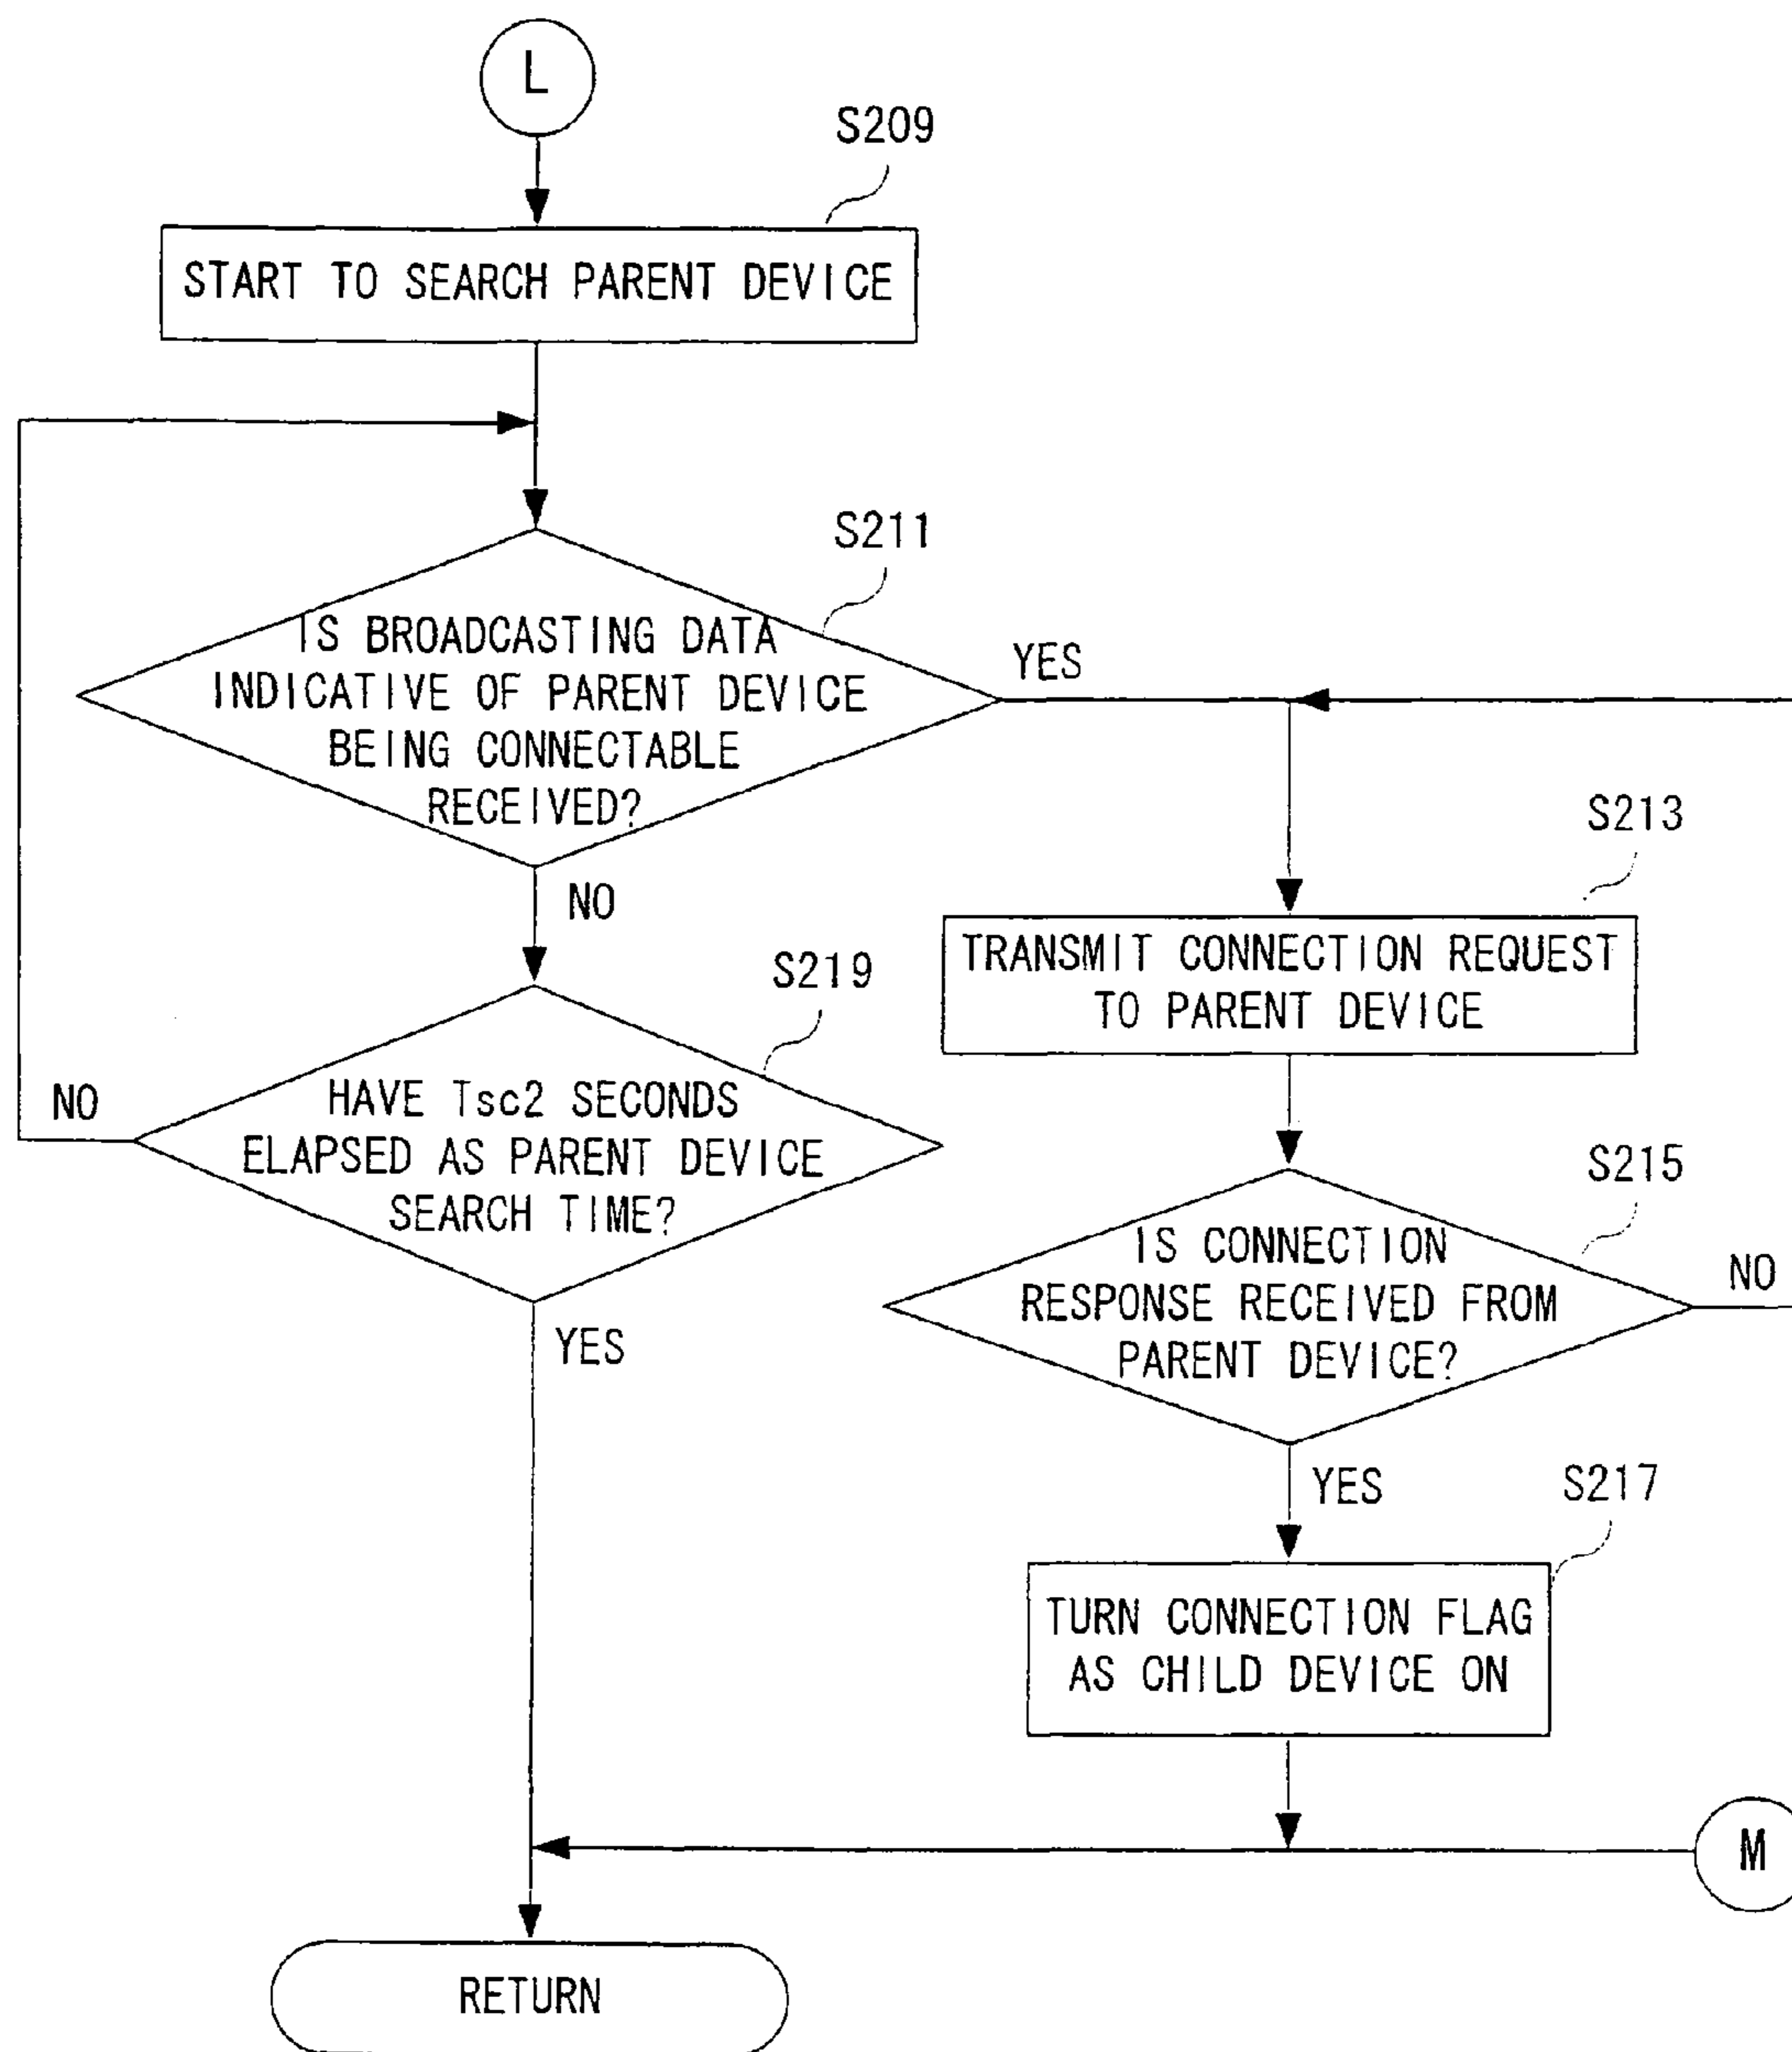 L
S209
START TO SEARCH PARENT DEVICE
S211
IS BROADCASTING DATA
INDICATIVE OF PARENT DEVICE
BEING CONNECTABLE
RECEIVED?
YES
NO
S213
TRANSMIT CONNECTION REQUEST
TO PARENT DEVICE
S219
HAVE Tsc2 SECONDS
ELAPSED AS PARENT DEVICE
SEARCH TIME?
NO
YES
S215
IS CONNECTION
RESPONSE RECEIVED FROM
PARENT DEVICE?
NO
YES
S217
TURN CONNECTION FLAG
AS CHILD DEVICE ON
M
RETURN